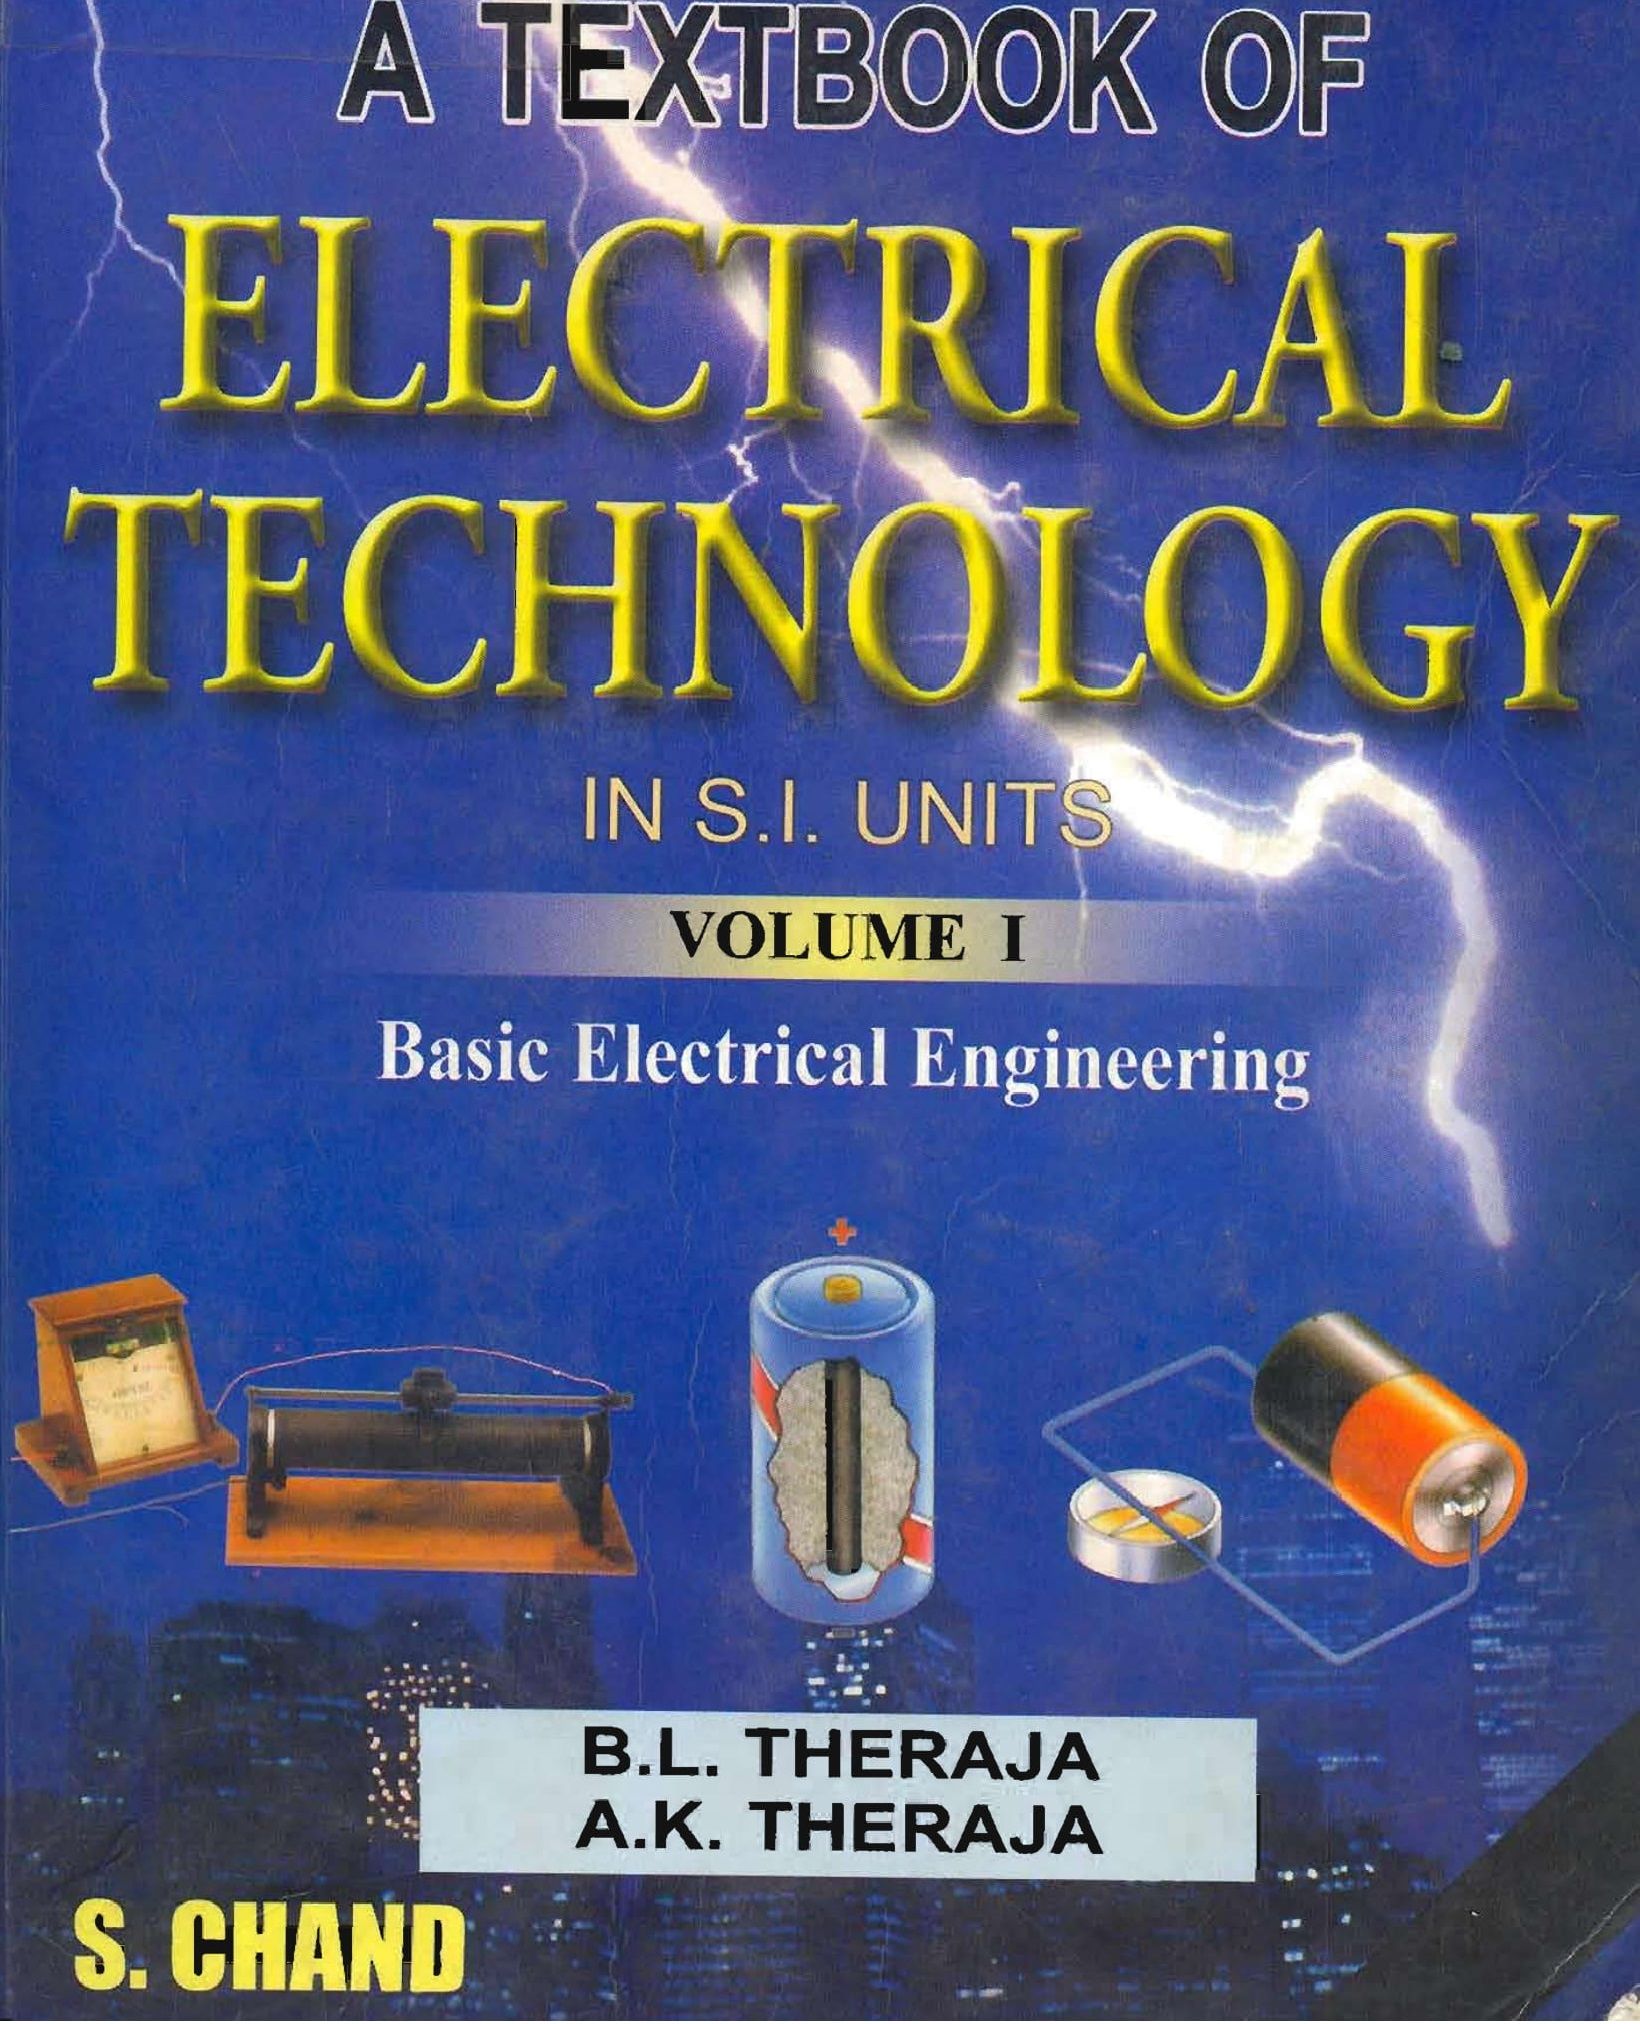 A TEXTBOOK OF
ELECTRICAL
TECHNOLOGY
IN S.I. UNITS
VOLUME I
Basic Electrical Engineering
+
B.L. THERAJA
A.K. THERAJA
S. CHAND